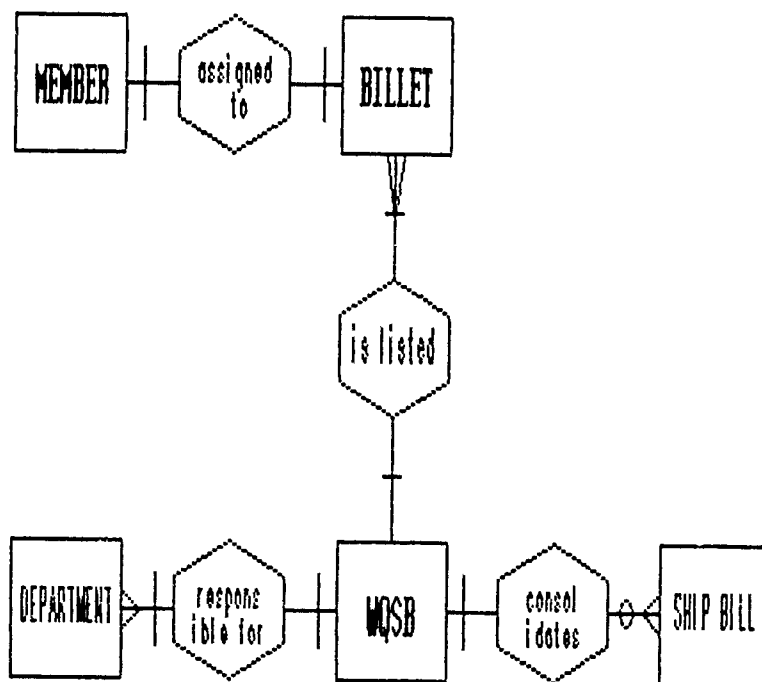 MEMBER
assigned
to
BILLET
is listed
DEPARTMENT
respons
ible for
WQSB
consol
idates
SHIP BILL